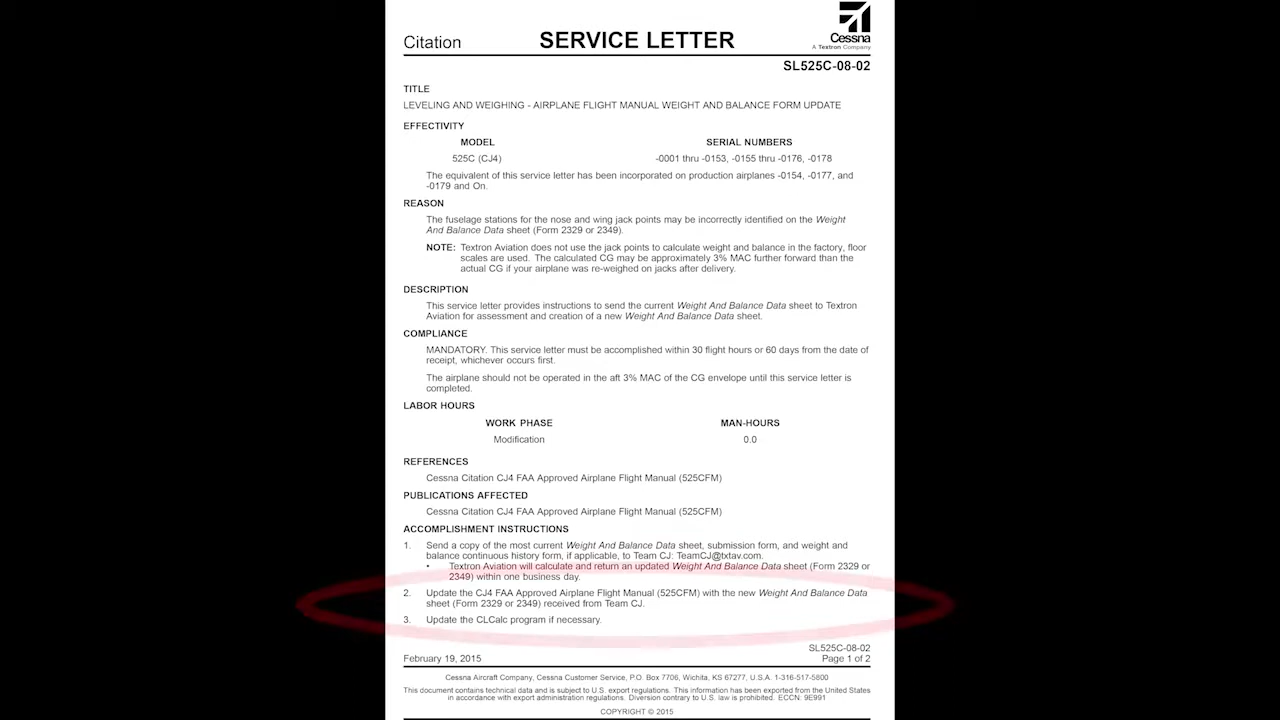 Citation
SERVICE LETTER
Cessna
A Textron Company
SL525C-08-02
TITLE
LEVELING AND WEIGHING - AIRPLANE FLIGHT MANUAL WEIGHT AND BALANCE FORM UPDATE
EFFECTIVITY
MODEL SERIAL NUMBERS
525C (CJ4) -0001 thru -0153, -0155 thru -0176, -0178
The equivalent of this service letter has been incorporated on production airplanes -0154, -0177, and
-0179 and On.
REASON
The fuselage stations for the nose and wing jack points may be incorrectly identified on the Weight
And Balance Data sheet (Form 2329 or 2349).
NOTE: Textron Aviation does not use the jack points to calculate weight and balance in the factory, floor
scales are used. The calculated CG may be approximately 3% MAC further forward than the
actual CG if your airplane was re-weighed on jacks after delivery.
DESCRIPTION
This service letter provides instructions to send the current Weight And Balance Data sheet to Textron
Aviation for assessment and creation of a new Weight And Balance Data sheet.
COMPLIANCE
MANDATORY. This service letter must be accomplished within 30 flight hours or 60 days from the date of
receipt, whichever occurs first.
The airplane should not be operated in the aft 3% MAC of the CG envelope until this service letter is
completed.
LABOR HOURS
WORK PHASE MAN-HOURS
Modification 0.0
REFERENCES
Cessna Citation CJ4 FAA Approved Airplane Flight Manual (525CFM)
PUBLICATIONS AFFECTED
Cessna Citation CJ4 FAA Approved Airplane Flight Manual (525CFM)
ACCOMPLISHMENT INSTRUCTIONS
1. Send a copy of the most current Weight And Balance Data sheet, submission form, and weight and
balance continuous history form, if applicable, to Team CJ: TeamCJ@txtav.com.
• Textron Aviation will calculate and return an updated Weight And Balance Data sheet (Form 2329 or
2349) within one business day.
2. Update the CJ4 FAA Approved Airplane Flight Manual (525CFM) with the new Weight And Balance Data
sheet (Form 2329 or 2349) received from Team CJ.
3. Update the CLCalc program if necessary.
SL525C-08-02
February 19, 2015 Page 1 of 2
Cessna Aircraft Company, Cessna Customer Service, P.O. Box 7706, Wichita, KS 67277, U.S.A. 1-316-517-5800
This document contains technical data and is subject to U.S. export regulations. This information has been exported from the United States
in accordance with export administration regulations. Diversion contrary to U.S. law is prohibited. ECCN: 9E991
COPYRIGHT © 2015